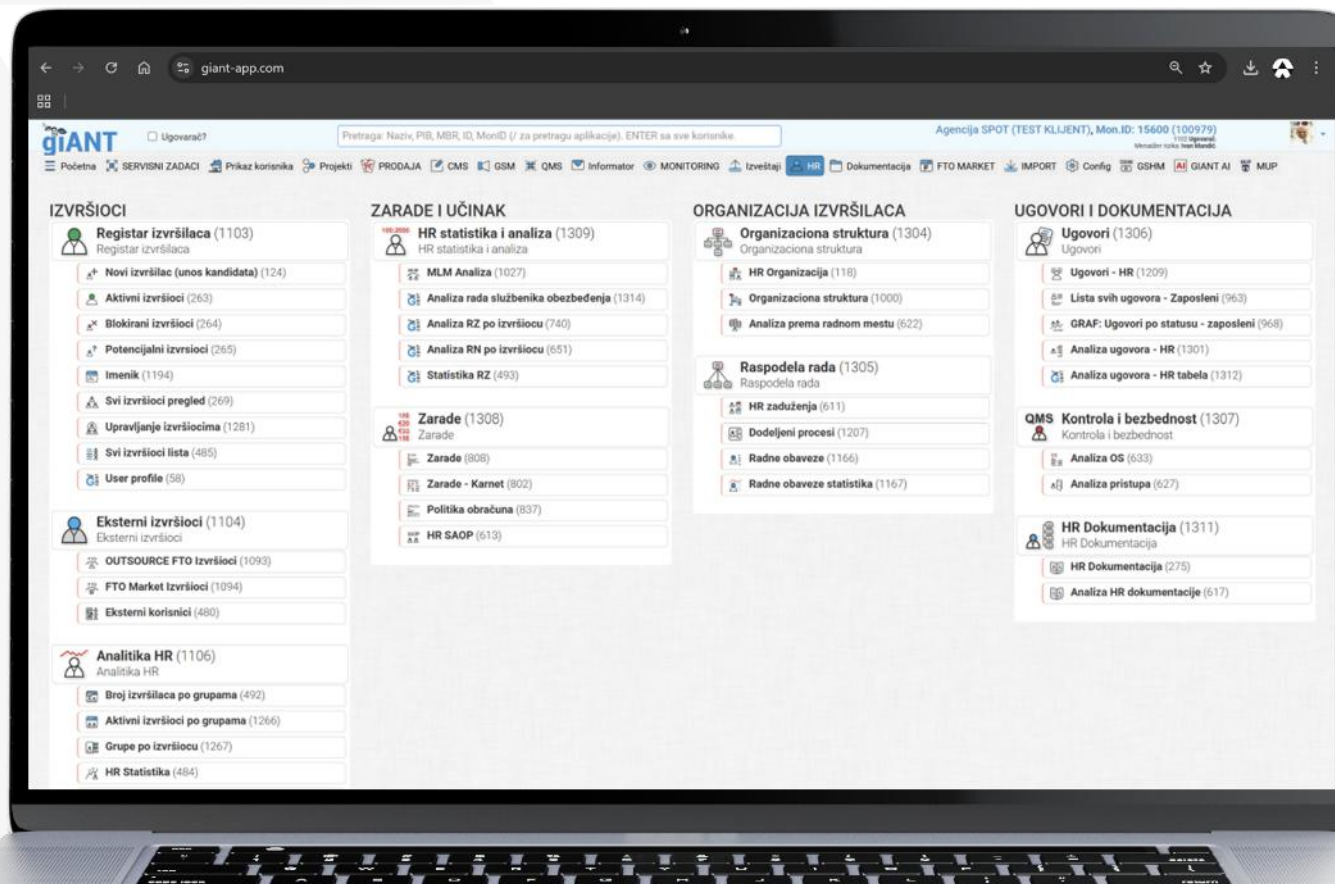 giant-app.com
giANT
Ugovarač?
Pretraga: Naziv, PIB, MBR, ID, MonID (/ za pretragu aplikacije). ENTER sa sve korisnike.
Agencija SPOT (TEST KLIJENT), Mon.ID: 15600 (100979)
1102 Ugovarač
Menadžer rizika: Ivan Mandić
Početna SERVISNI ZADACI Prikaz korisnika Projekti PRODAJA CMS GSM QMS Informator MONITORING Izveštaji HR Dokumentacija FTO MARKET IMPORT Config GSHM AI GIANT AI MUP
IZVRŠIOCI
Registar izvršilaca (1103)
Registar izvršilaca
Novi izvršilac (unos kandidata) (124)
Aktivni izvršioci (263)
Blokirani izvršioci (264)
Potencijalni izvrsioci (265)
Imenik (1194)
Svi izvršioci pregled (269)
Upravljanje izvršiocima (1281)
Svi izvršioci lista (485)
User profile (58)
Eksterni izvršioci (1104)
Eksterni izvršioci
OUTSOURCE FTO Izvršioci (1093)
FTO Market Izvršioci (1094)
Eksterni korisnici (480)
Analitika HR (1106)
Analitika HR
Broj izvršilaca po grupama (492)
Aktivni izvršioci po grupama (1266)
Grupe po izvršiocu (1267)
HR Statistika (484)
ZARADE I UČINAK
HR statistika i analiza (1309)
HR statistika i analiza
MLM Analiza (1027)
Analiza rada službenika obezbeđenja (1314)
Analiza RZ po izvršiocu (740)
Analiza RN po izvršiocu (651)
Statistika RZ (493)
Zarade (1308)
Zarade
Zarade (808)
Zarade - Karnet (802)
Politika obračuna (837)
HR SAOP (613)
ORGANIZACIJA IZVRŠILACA
Organizaciona struktura (1304)
Organizaciona struktura
HR Organizacija (118)
Organizaciona struktura (1000)
Analiza prema radnom mestu (622)
Raspodela rada (1305)
Raspodela rada
HR zaduženja (611)
Dodeljeni procesi (1207)
Radne obaveze (1166)
Radne obaveze statistika (1167)
UGOVORI I DOKUMENTACIJA
Ugovori (1306)
Ugovori
Ugovori - HR (1209)
Lista svih ugovora - Zaposleni (963)
GRAF: Ugovori po statusu - zaposleni (968)
Analiza ugovora - HR (1301)
Analiza ugovora - HR tabela (1312)
QMS Kontrola i bezbednost (1307)
Kontrola i bezbednost
Analiza OS (633)
Analiza pristupa (627)
HR Dokumentacija (1311)
HR Dokumentacija
HR Dokumentacija (275)
Analiza HR dokumentacije (617)